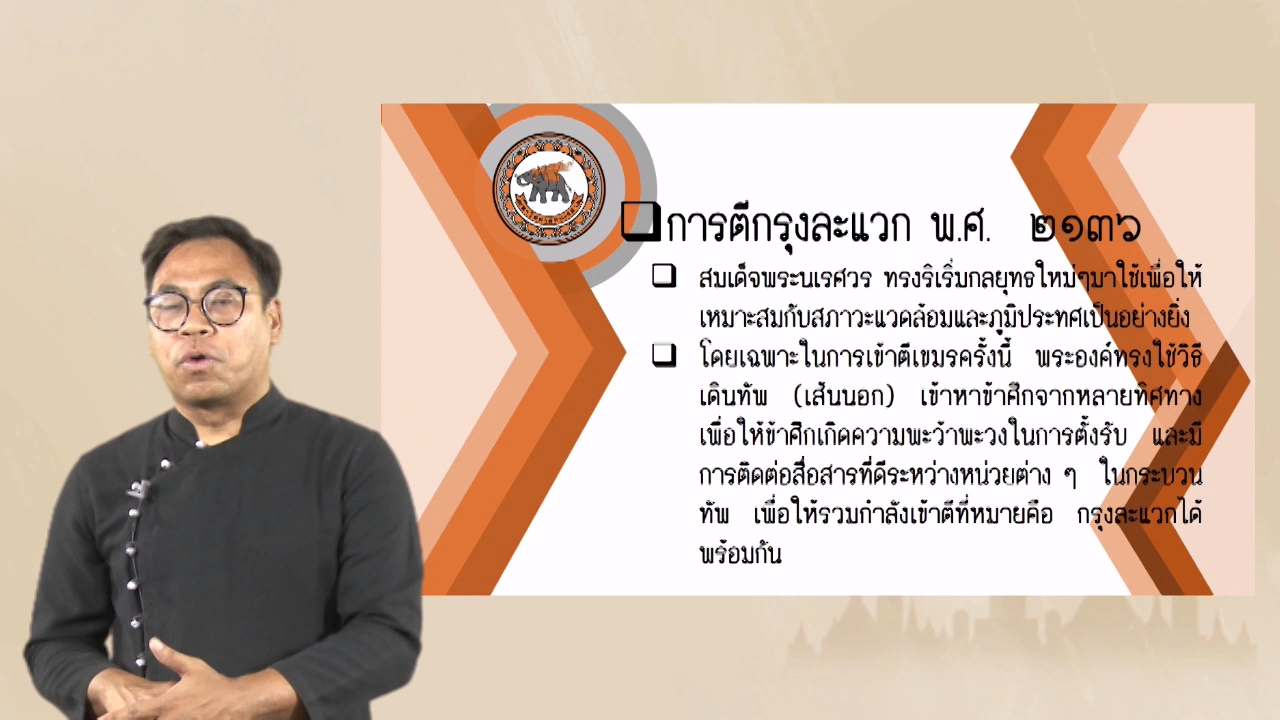 ❑การตีกรุงละแวก พ.ศ. ๒๑๓๖
❑ สมเด็จพระนเรศวร ทรงริเริ่มกลยุทธใหม่ๆมาใช้เพื่อให้
เหมาะสมกับสภาวะแวดล้อมและภูมิประทศเป็นอย่างยิ่ง
❑ โดยเฉพาะในการเข้าตีเขมรครั้งนี้ พระองค์ทรงใช้วิธี
เดินทัพ (เส้นนอก) เข้าหาข้าศึกจากหลายทิศทาง
เพื่อให้ข้าศึกเกิดความพะว้าพะวงในการตั้งรับ และมี
การติดต่อสื่อสารที่ดีระหว่างหน่วยต่าง ๆ ในกระบวน
ทัพ เพื่อให้รวมกำลังเข้าตีที่หมายคือ กรุงละแวกได้
พร้อมกัน